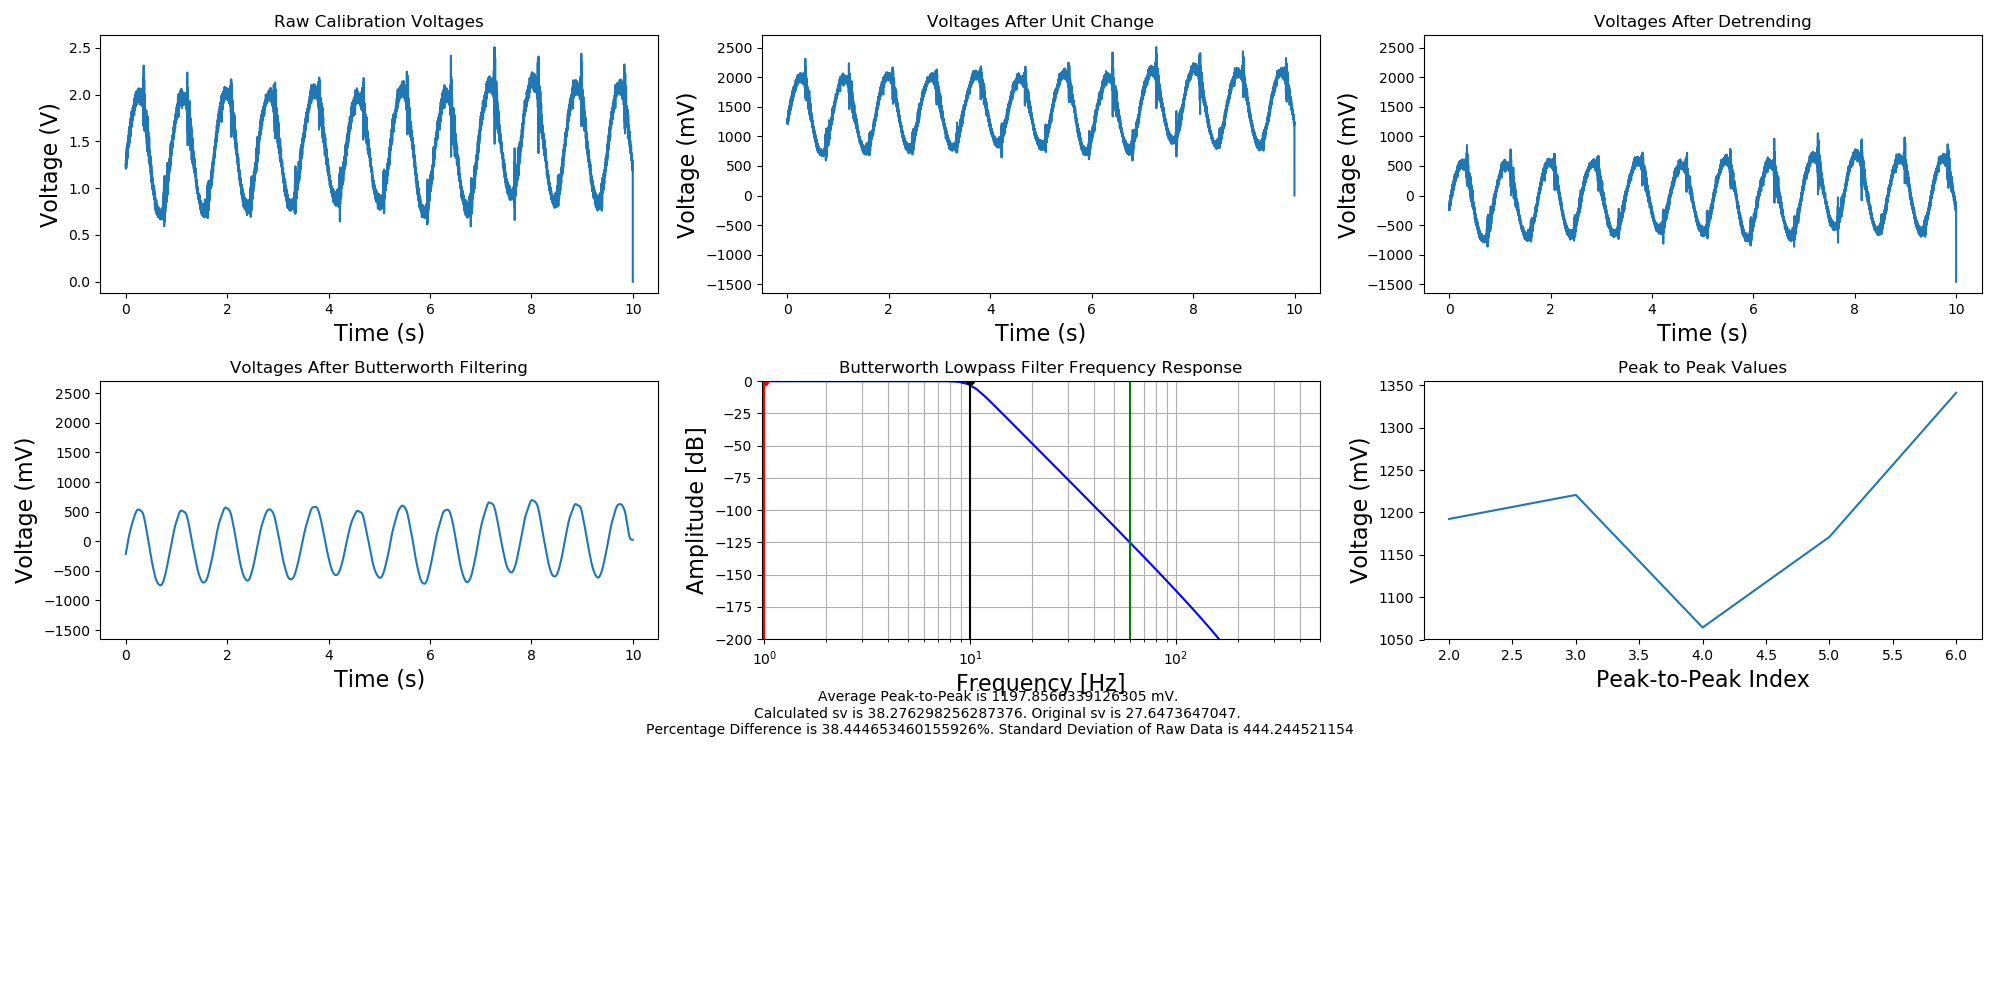 Raw Calibration Voltages
Voltage (V)
2.5
2.0
1.5
1.0
0.5
0.0
0 2 4 6 8 10
Time (s)
Voltages After Unit Change
Voltage (mV)
2500
2000
1500
1000
500
0
−500
−1000
−1500
0 2 4 6 8 10
Time (s)
Voltages After Detrending
Voltage (mV)
2500
2000
1500
1000
500
0
−500
−1000
−1500
0 2 4 6 8 10
Time (s)
Voltages After Butterworth Filtering
Voltage (mV)
2500
2000
1500
1000
500
0
−500
−1000
−1500
0 2 4 6 8 10
Time (s)
Butterworth Lowpass Filter Frequency Response
Amplitude [dB]
0
−25
−50
−75
−100
−125
−150
−175
−200
10⁰ 10¹ 10²
Frequency [Hz]
Peak to Peak Values
Voltage (mV)
1350
1300
1250
1200
1150
1100
1050
2.0 2.5 3.0 3.5 4.0 4.5 5.0 5.5 6.0
Peak-to-Peak Index
Average Peak-to-Peak is 1197.8566339126305 mV.
Calculated sv is 38.276298256287376. Original sv is 27.6473647047.
Percentage Difference is 38.444653460155926%. Standard Deviation of Raw Data is 444.244521154